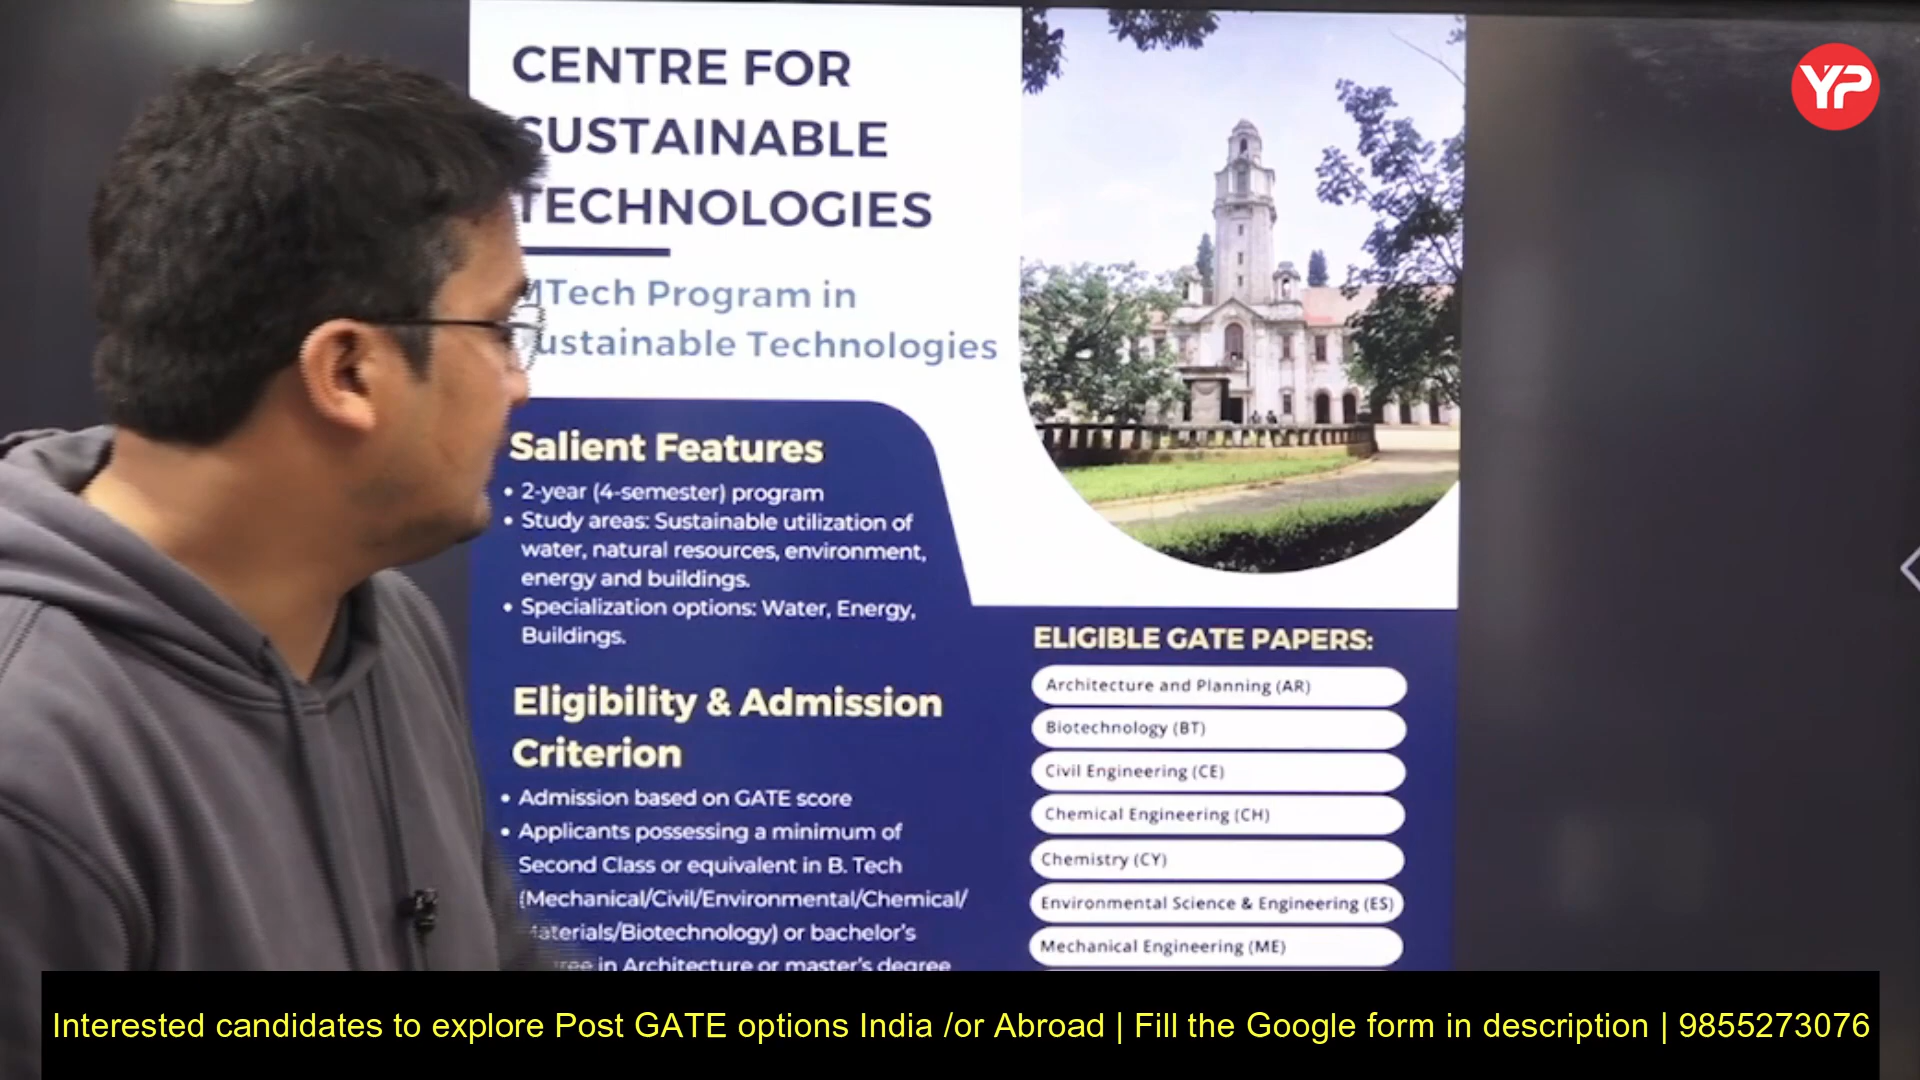 CENTRE FOR
SUSTAINABLE
TECHNOLOGIES
MTech Program in
ustainable Technologies
Salient Features
• 2-year (4-semester) program
• Study areas: Sustainable utilization of
water, natural resources, environment,
energy and buildings.
• Specialization options: Water, Energy,
Buildings.
Eligibility & Admission
Criterion
• Admission based on GATE score
• Applicants possessing a minimum of
Second Class or equivalent in B. Tech
(Mechanical/Civil/Environmental/Chemical/
aterials/Biotechnology) or bachelor's
in Architecture or master's degree
ELIGIBLE GATE PAPERS:
Architecture and Planning (AR)
Biotechnology (BT)
Civil Engineering (CE)
Chemical Engineering (CH)
Chemistry (CY)
Environmental Science & Engineering (ES)
Mechanical Engineering (ME)
YP
Interested candidates to explore Post GATE options India /or Abroad | Fill the Google form in description | 9855273076